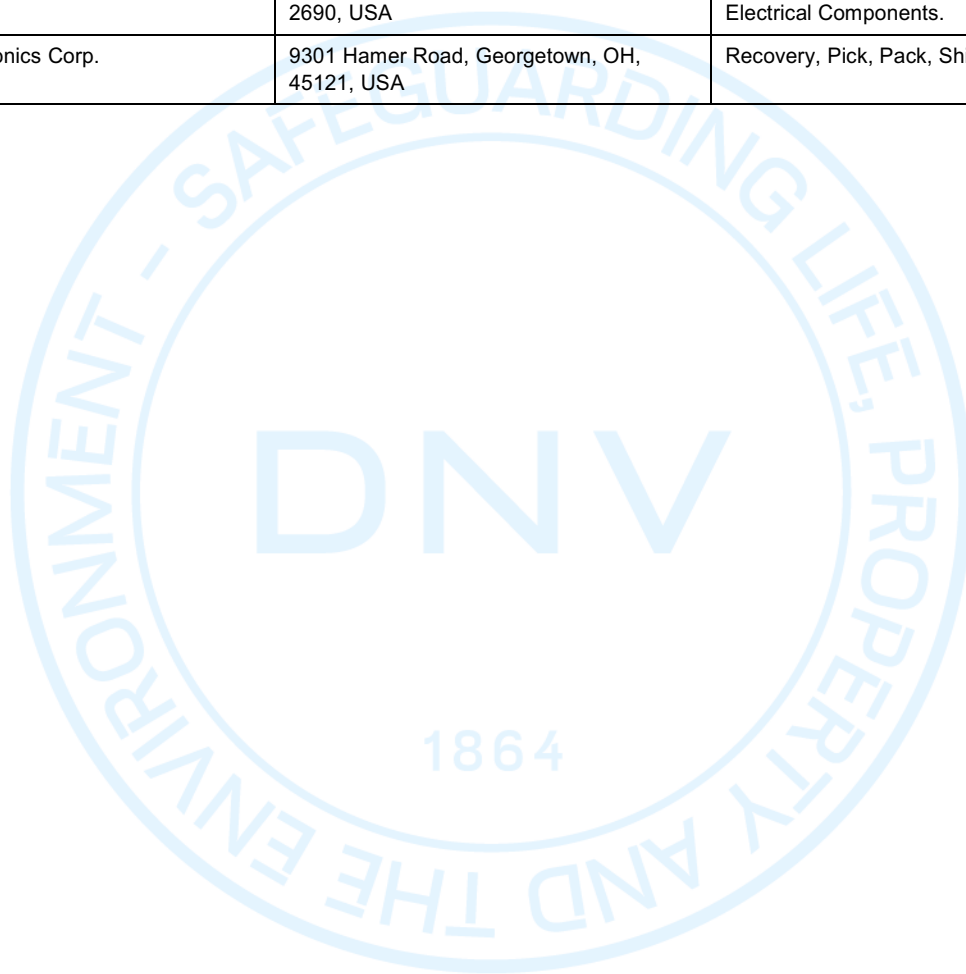 2690, USA
Electrical Components.
onics Corp.
9301 Hamer Road, Georgetown, OH,
45121, USA
Recovery, Pick, Pack, Shi
SAFEGUARDING LIFE, PROPERTY AND THE ENVIRONMENT -
DNV
1864